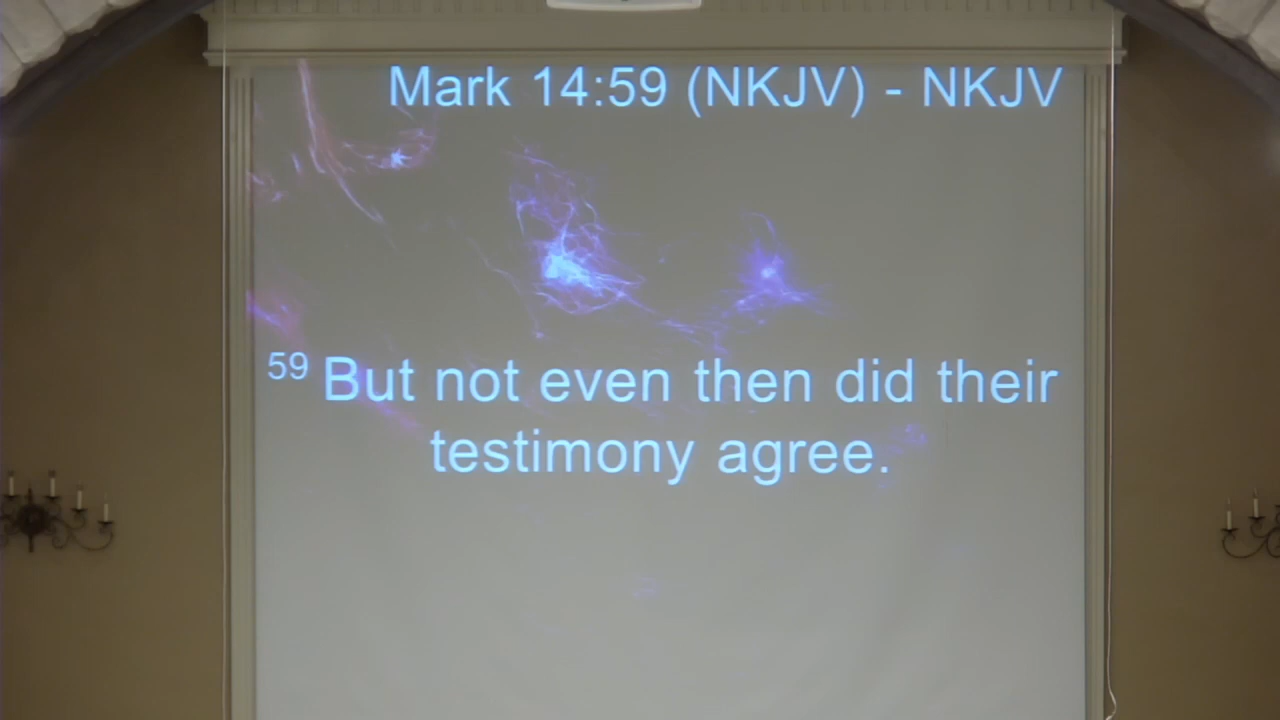 Mark 14:59 (NKJV) - NKJV
59 But not even then did their
testimony agree.